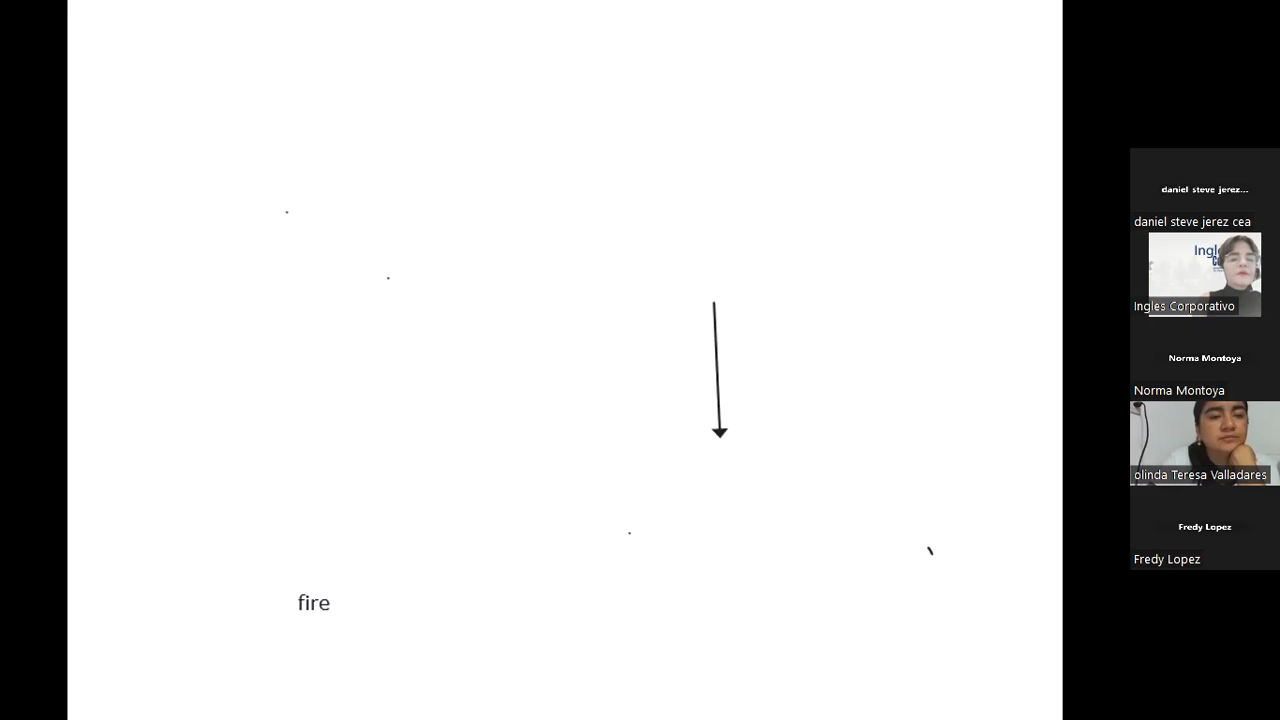 fire
daniel steve jerez...
daniel steve jerez cea
Ingles Corporativo
Norma Montoya
Norma Montoya
olinda Teresa Valladares
Fredy Lopez
Fredy Lopez